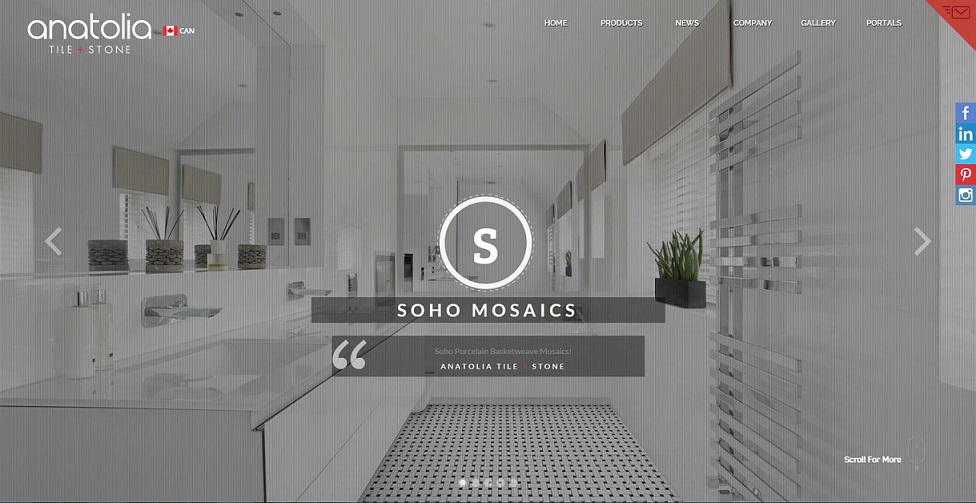 anatolia
TILE + STONE
CAN
HOME PRODUCTS NEWS COMPANY GALLERY PORTALS
f
in
S
SOHO MOSAICS
“
Soho Porcelain Basketweave Mosaics!
ANATOLIA TILE + STONE
Scroll For More